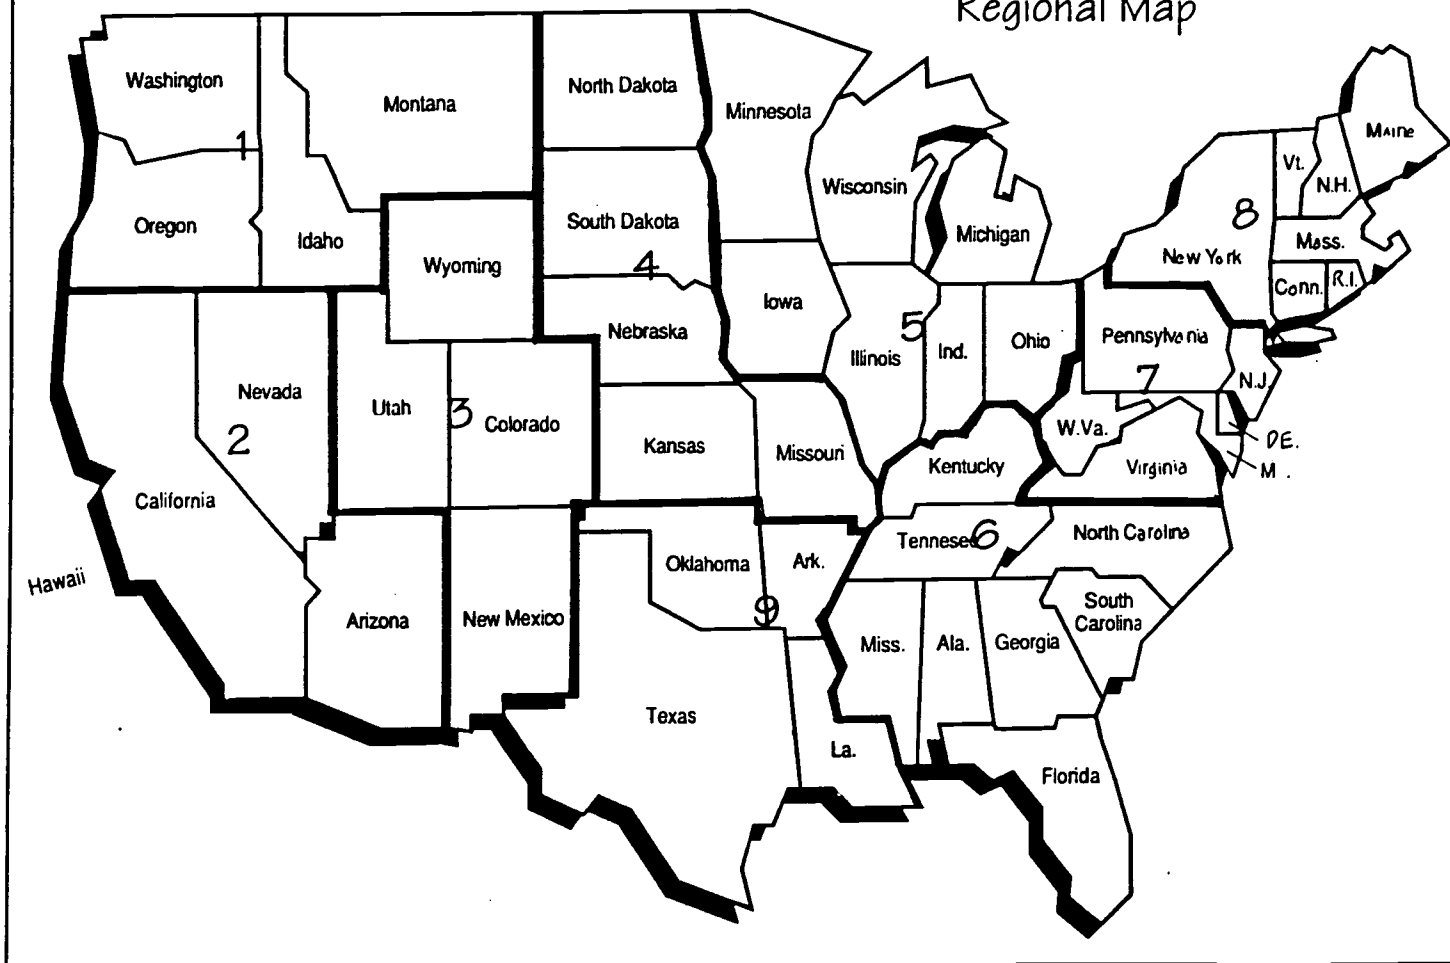 Regional Map
Washington
Montana
North Dakota
Minnesota
Maine
1
Vt.
N.H.
Oregon
Idaho
Wyoming
South Dakota
Wisconsin
Michigan
8
New York
Mass.
4
Conn.
R.I.
Iowa
Nebraska
5
Illinois
Ind.
Ohio
Pennsylvania
7
N.J.
Nevada
Utah
3
Colorado
2
Kansas
Missouri
Kentucky
W.Va.
Virginia
DE.
M .
California
Tennesee
6
North Carolina
Oklahoma
Ark.
Hawaii
Arizona
New Mexico
9
Miss.
Ala.
Georgia
South
Carolina
Texas
La.
Florida